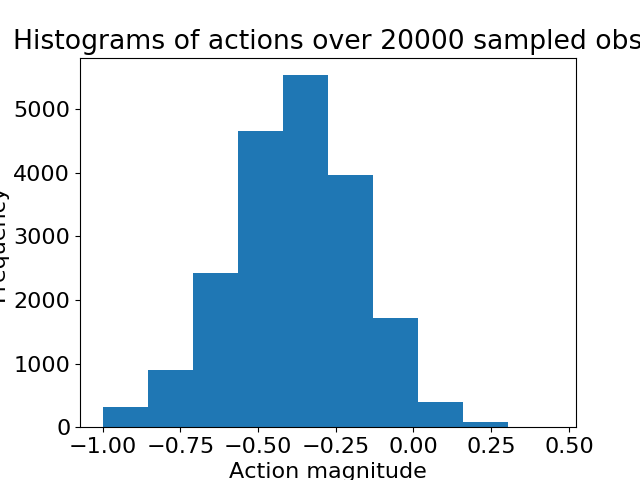 Histograms of actions over 20000 sampled obs
5000
4000
3000
2000
1000
0
Frequency
−1.00 −0.75 −0.50 −0.25 0.00 0.25 0.50
Action magnitude